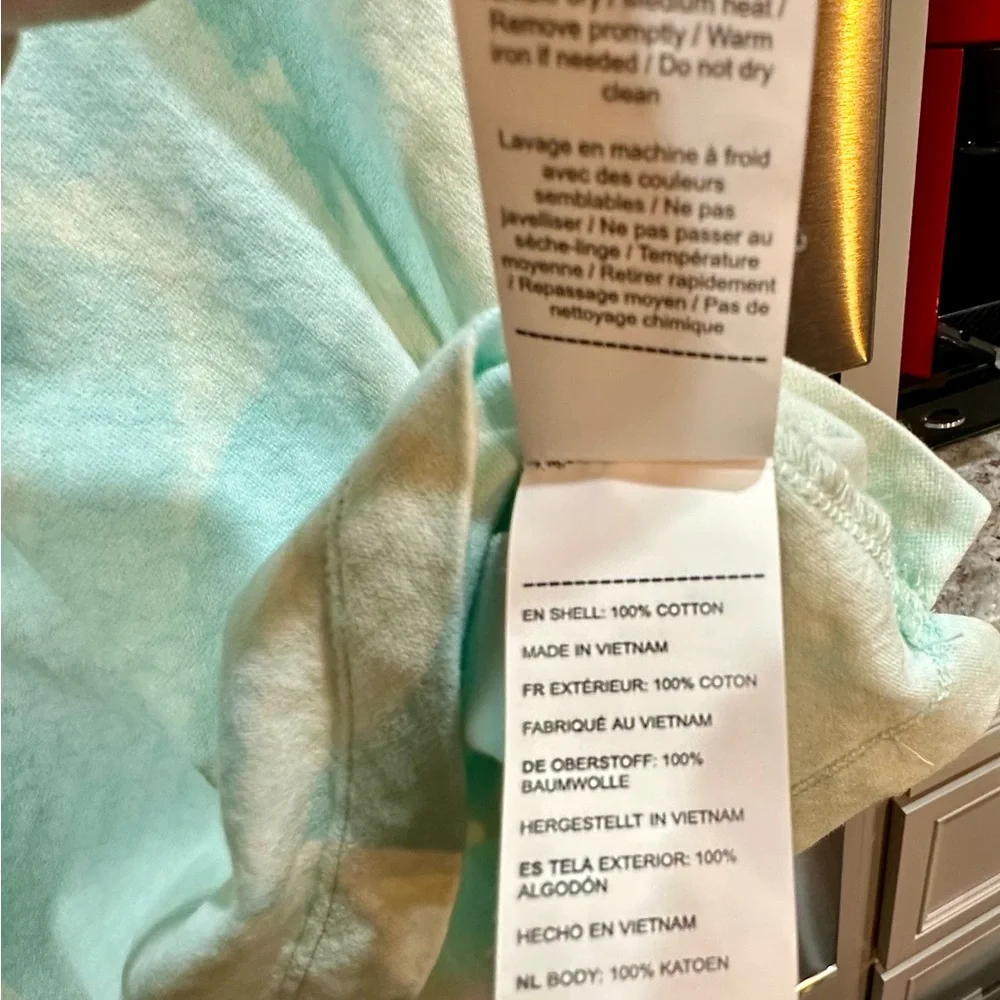 dry / Medium heat /
Remove promptly / Warm
iron if needed / Do not dry
clean
Lavage en machine à froid
avec des couleurs
semblables / Ne pas
javelliser / Ne pas passer au
sèche-linge / Température
moyenne / Retirer rapidement
/ Repassage moyen / Pas de
nettoyage chimique
EN SHELL: 100% COTTON
MADE IN VIETNAM
FR EXTÉRIEUR: 100% COTON
FABRIQUÉ AU VIETNAM
DE OBERSTOFF: 100%
BAUMWOLLE
HERGESTELLT IN VIETNAM
ES TELA EXTERIOR: 100%
ALGODÓN
HECHO EN VIETNAM
NL BODY: 100% KATOEN